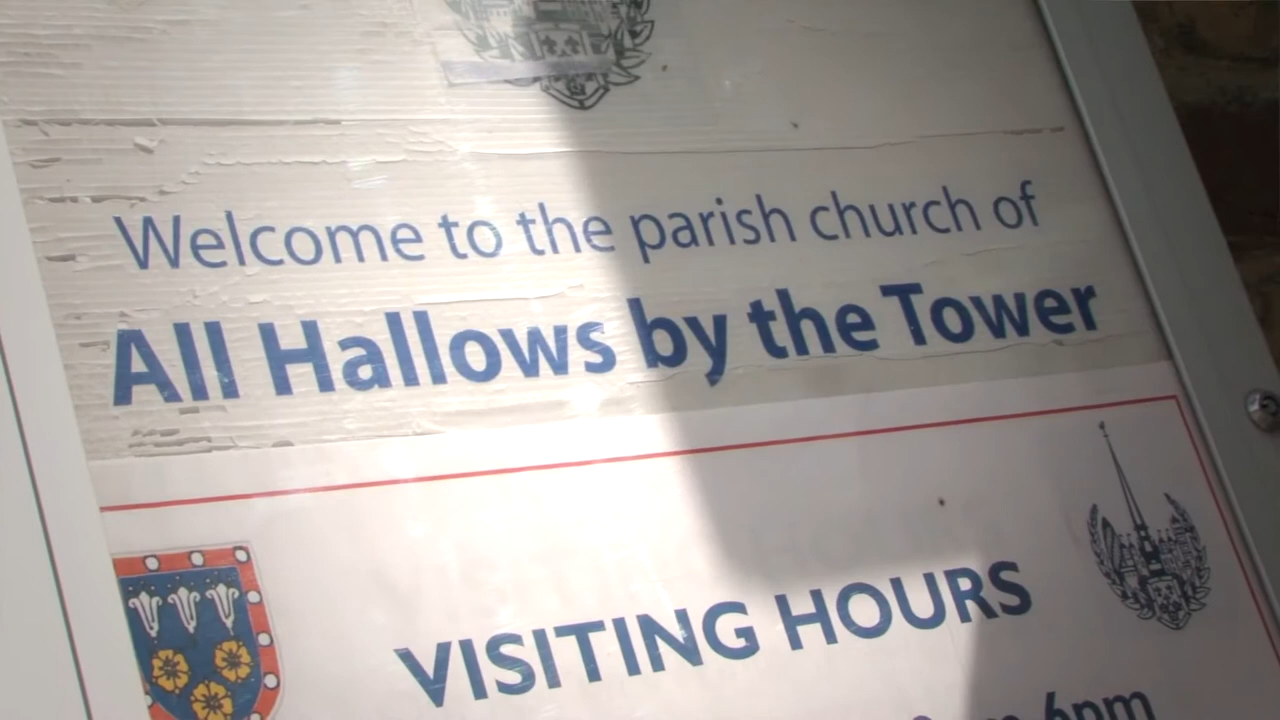 Welcome to the parish church of
All Hallows by the Tower
VISITING HOURS
6pm